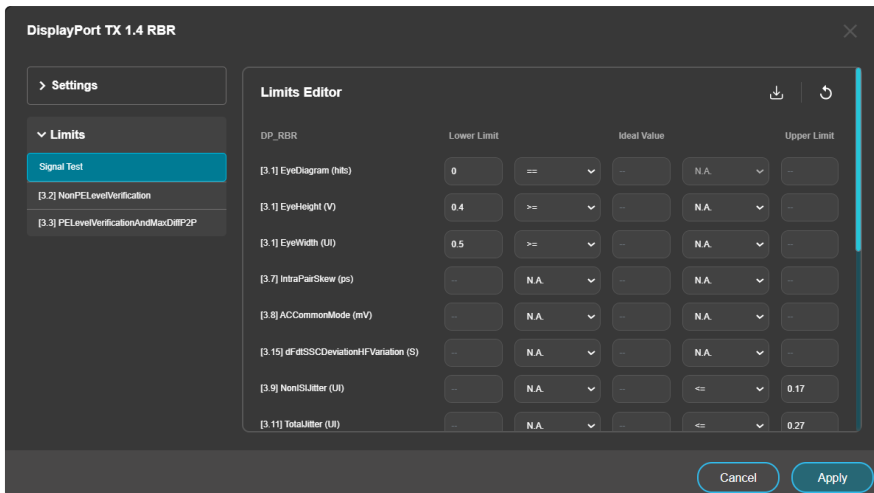 DisplayPort TX 1.4 RBR
Settings
Limits
Signal Test
[3.2] NonPELevelVerification
[3.3] PELevelVerificationAndMaxDiffP2P
Limits Editor
DP_RBR Lower Limit Ideal Value Upper Limit
[3.1] EyeDiagram (hits) 0 == -- N.A. --
[3.1] EyeHeight (V) 0.4 >= -- N.A. --
[3.1] EyeWidth (UI) 0.5 >= -- N.A. --
[3.7] IntraPairSkew (ps) -- N.A. -- N.A. --
[3.8] ACCommonMode (mV) -- N.A. -- N.A. --
[3.15] dFdtSSCDeviationHFVariation (S) -- N.A. -- N.A. --
[3.9] NonISIJitter (UI) -- N.A. -- <= 0.17
[3.11] TotalJitter (UI) -- N.A. -- <= 0.27
Cancel Apply